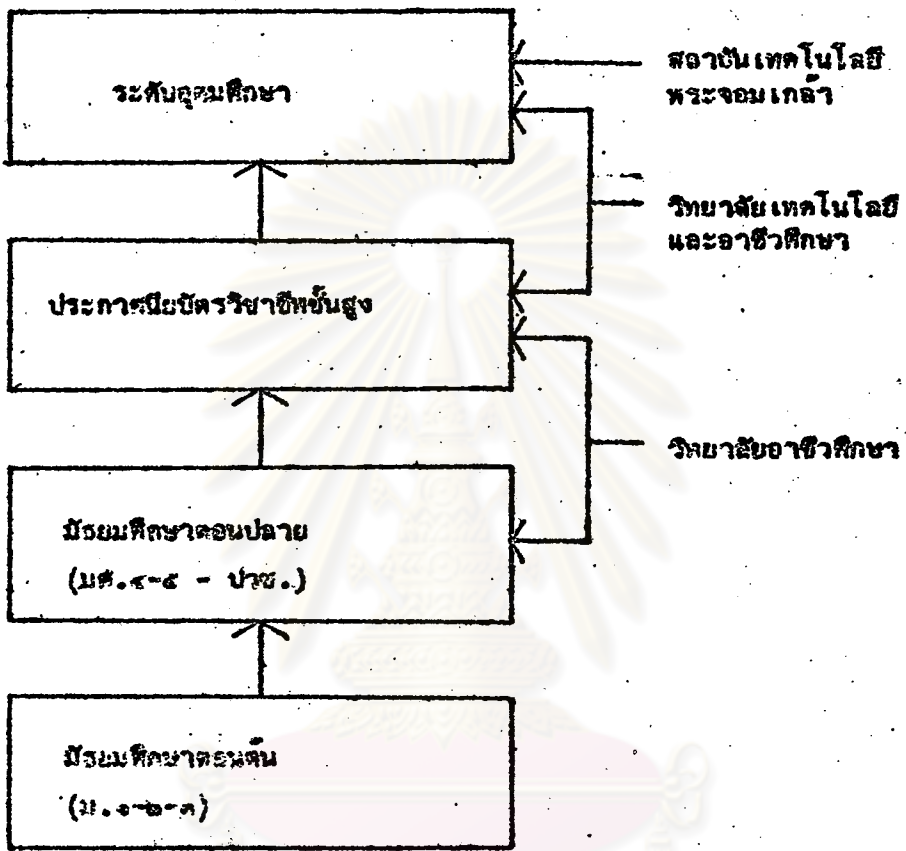 ระดับอุดมศึกษา
สถาบันเทคโนโลยี
พระจอมเกล้า
วิทยาลัยเทคโนโลยี
และอาชีวศึกษา
ประกาศนียบัตรวิชาชีพชั้นสูง
วิทยาลัยอาชีวศึกษา
มัธยมศึกษาตอนปลาย
(มศ.๔-๕ - ปวช.)
มัธยมศึกษาตอนต้น
(ม.๑-๒-๓)